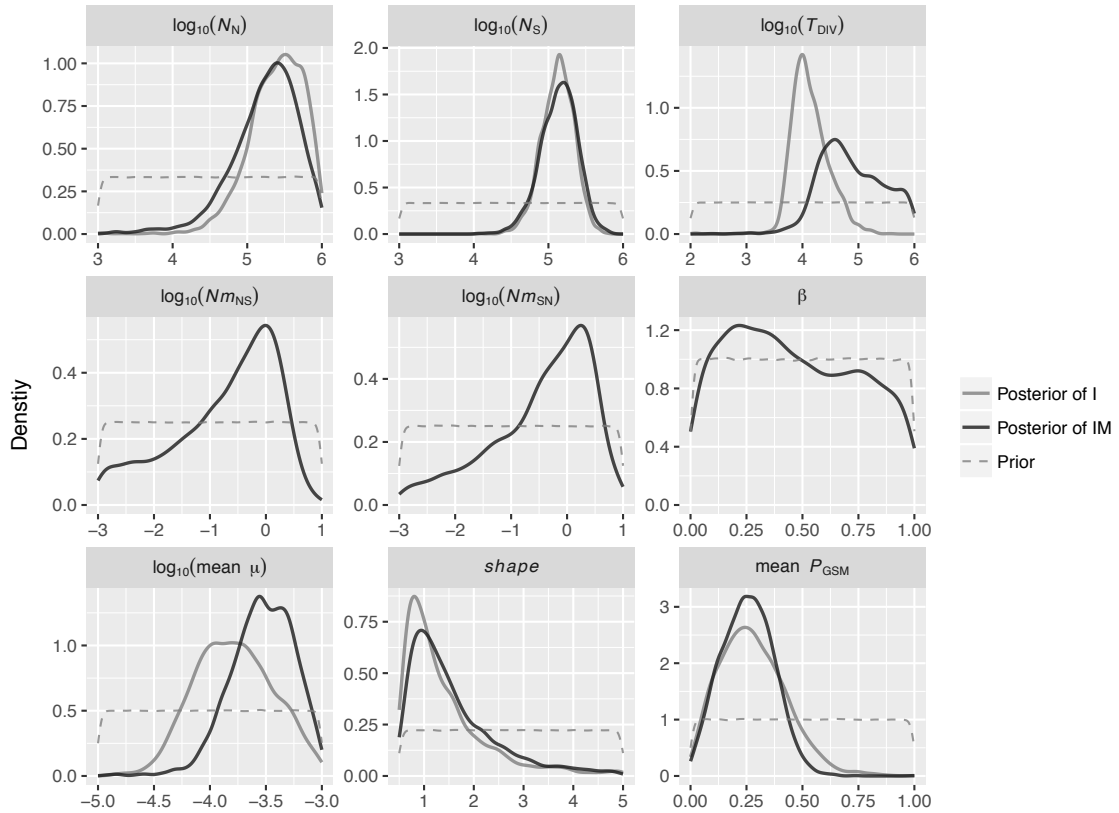 log₁₀(N_N) log₁₀(N_S) log₁₀(T_DIV)
1.00
0.75
0.50
0.25
0.00
3 4 5 6
2.0
1.5
1.0
0.5
0.0
3 4 5 6
1.0
0.5
0.0
2 3 4 5 6
log₁₀(Nm_NS) log₁₀(Nm_SN) β
0.4
0.2
0.0
−3 −2 −1 0 1
0.4
0.2
0.0
−3 −2 −1 0 1
1.2
0.8
0.4
0.0
0.00 0.25 0.50 0.75 1.00
log₁₀(mean μ) shape mean P_GSM
1.0
0.5
0.0
−5.0 −4.5 −4.0 −3.5 −3.0
0.75
0.50
0.25
0.00
1 2 3 4 5
3
2
1
0
0.00 0.25 0.50 0.75 1.00
Denstiy
Posterior of I
Posterior of IM
Prior